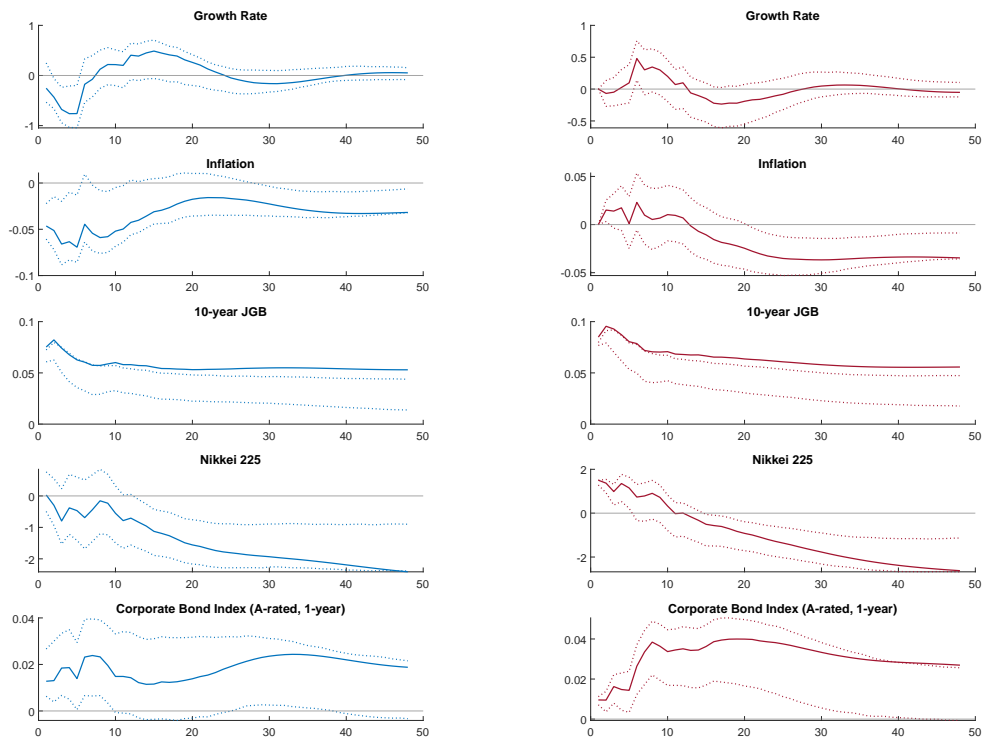 Growth Rate
1
0
-1
0 10 20 30 40 50
Growth Rate
1
0.5
0
-0.5
0 10 20 30 40 50
Inflation
0
-0.05
-0.1
0 10 20 30 40 50
Inflation
0.05
0
-0.05
0 10 20 30 40 50
10-year JGB
0.1
0.05
0
0 10 20 30 40 50
10-year JGB
0.1
0.05
0
0 10 20 30 40 50
Nikkei 225
0
-1
-2
0 10 20 30 40 50
Nikkei 225
2
0
-2
0 10 20 30 40 50
Corporate Bond Index (A-rated, 1-year)
0.04
0.02
0
0 10 20 30 40 50
Corporate Bond Index (A-rated, 1-year)
0.04
0.02
0
0 10 20 30 40 50